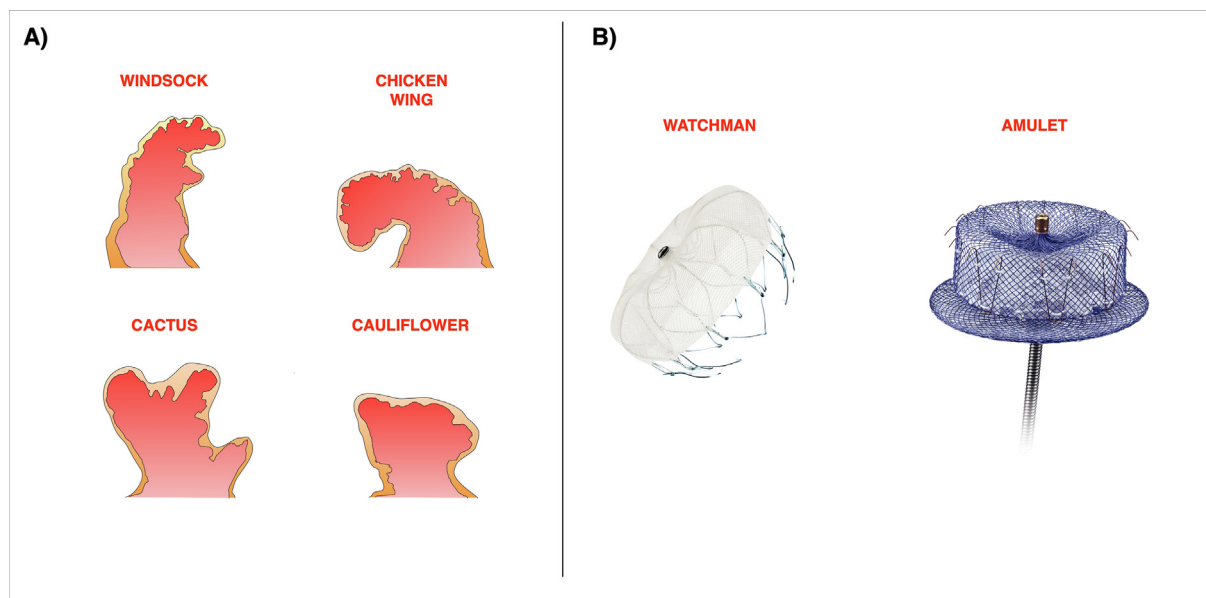 A)
WINDSOCK
CHICKEN
WING
CACTUS
CAULIFLOWER
B)
WATCHMAN
AMULET